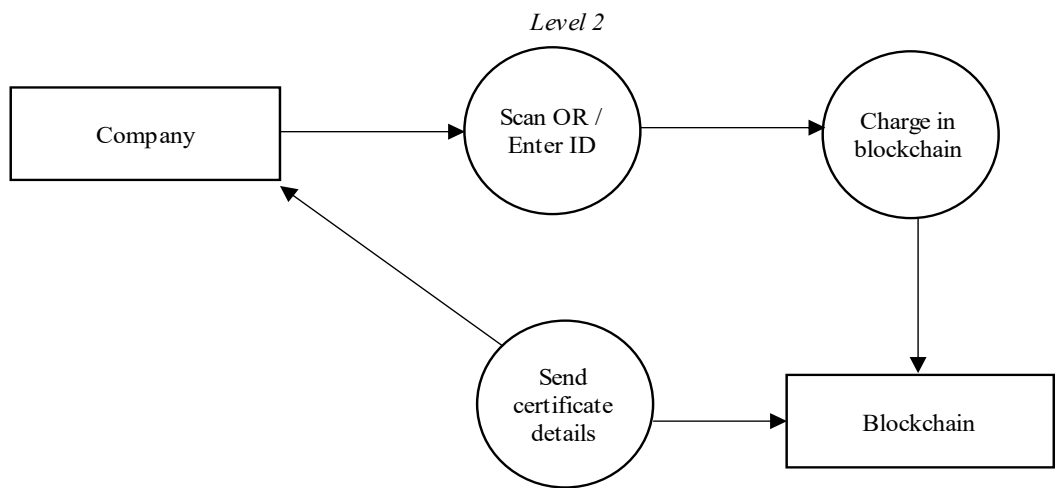 Level 2
Company
Scan OR /
Enter ID
Charge in
blockchain
Send
certificate
details
Blockchain